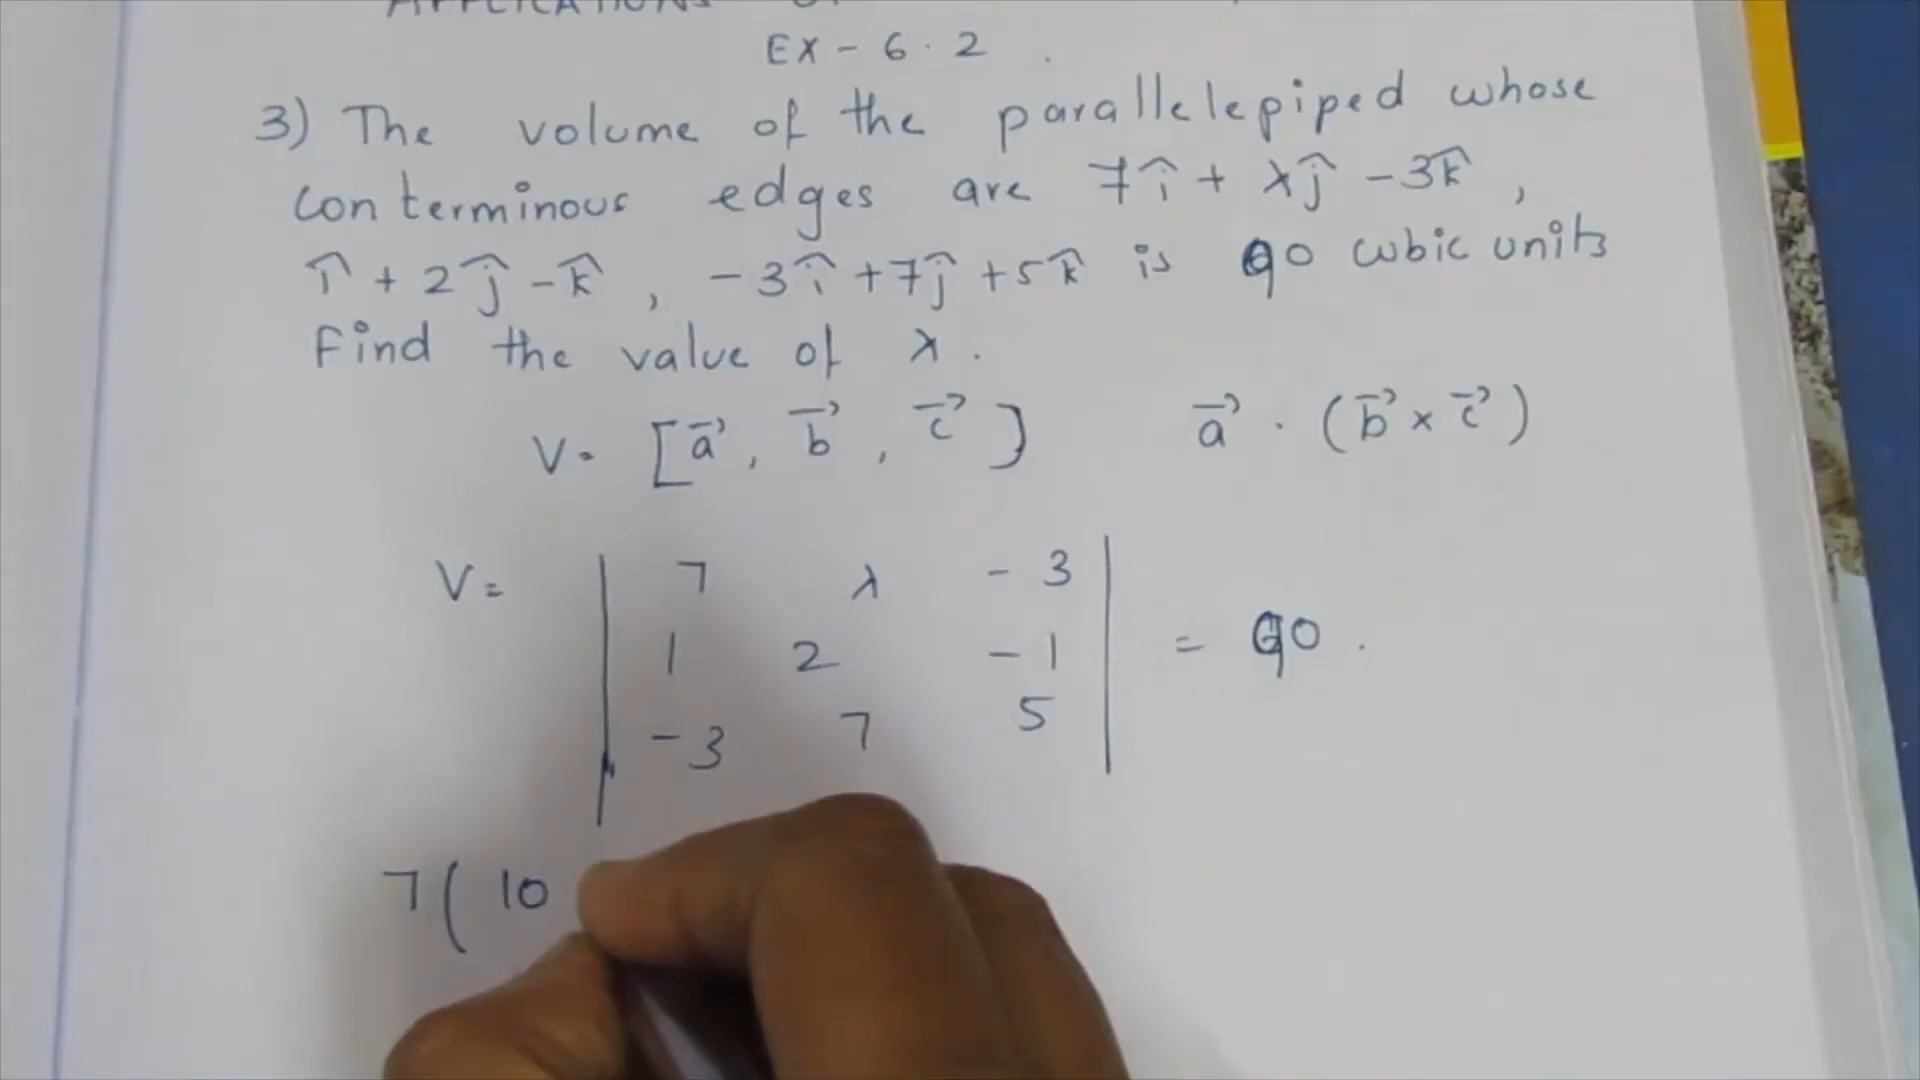 APPLICATIONS
EX - 6.2
3) The volume of the parallelepiped whose
conterminous edges are 7î + λĵ - 3k̂ ,
î + 2ĵ - k̂ , -3î + 7ĵ + 5k̂ is 90 cubic units
Find the value of λ .
V = [a⃗ , b⃗ , c⃗ ] a⃗ · (b⃗ × c⃗)
V = | 7 λ -3 |
| 1 2 -1 | = 90 .
| -3 7 5 |
7( 10